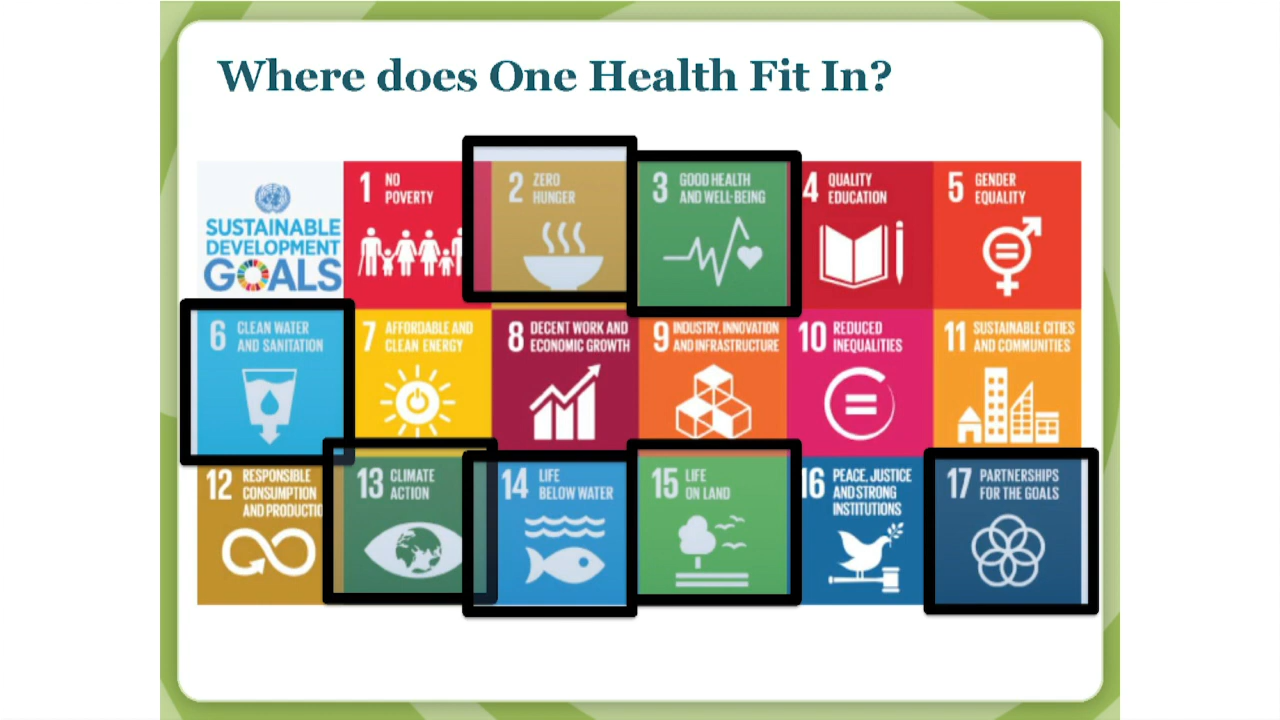 Where does One Health Fit In?
SUSTAINABLE
DEVELOPMENT
GOALS
1 NO
POVERTY
2 ZERO
HUNGER
3 GOOD HEALTH
AND WELL-BEING
4 QUALITY
EDUCATION
5 GENDER
EQUALITY
6 CLEAN WATER
AND SANITATION
7 AFFORDABLE AND
CLEAN ENERGY
8 DECENT WORK AND
ECONOMIC GROWTH
9 INDUSTRY, INNOVATION
AND INFRASTRUCTURE
10 REDUCED
INEQUALITIES
11 SUSTAINABLE CITIES
AND COMMUNITIES
12 RESPONSIBLE
CONSUMPTION
AND PRODUCTIO
13 CLIMATE
ACTION
14 LIFE
BELOW WATER
15 LIFE
ON LAND
16 PEACE, JUSTICE
AND STRONG
INSTITUTIONS
17 PARTNERSHIPS
FOR THE GOALS